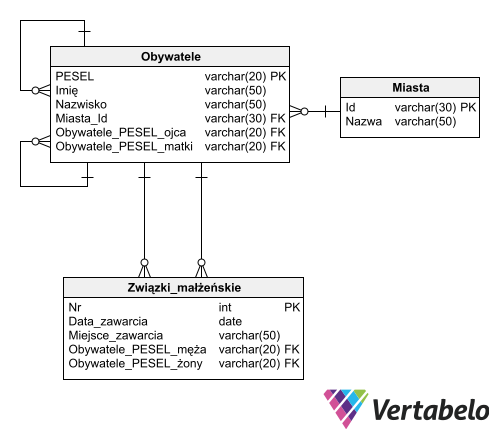 Obywatele
PESEL varchar(20) PK
Imię varchar(50)
Nazwisko varchar(50)
Miasta_Id varchar(30) FK
Obywatele_PESEL_ojca varchar(20) FK
Obywatele_PESEL_matki varchar(20) FK
Miasta
Id varchar(30) PK
Nazwa varchar(50)
Związki_małżeńskie
Nr int PK
Data_zawarcia date
Miejsce_zawarcia varchar(50)
Obywatele_PESEL_męża varchar(20) FK
Obywatele_PESEL_żony varchar(20) FK
Vertabelo